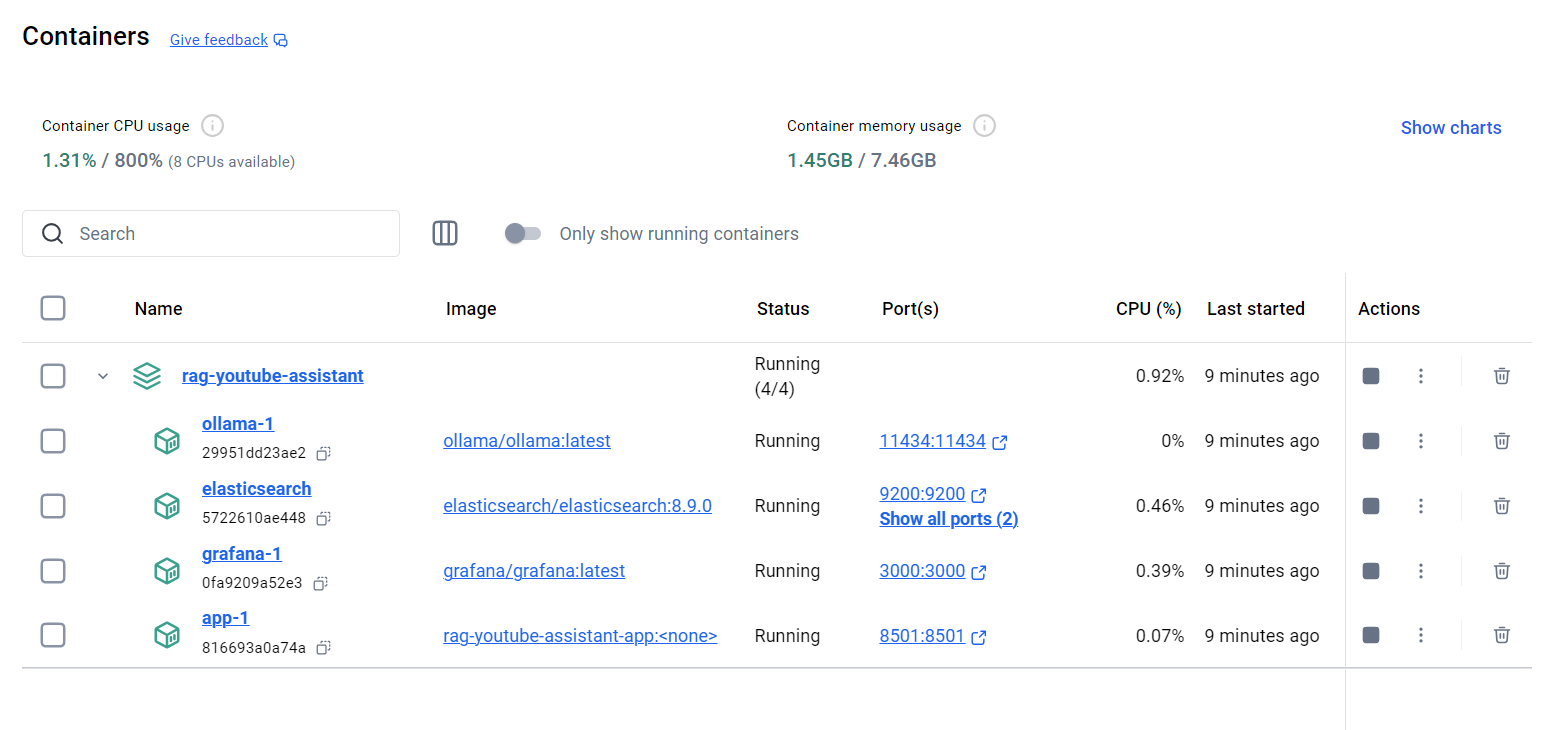 Containers Give feedback
Container CPU usage
1.31% / 800% (8 CPUs available)
Container memory usage
1.45GB / 7.46GB
Show charts
Search
Only show running containers
Name Image Status Port(s) CPU (%) Last started Actions
rag-youtube-assistant Running (4/4) 0.92% 9 minutes ago
ollama-1
29951dd23ae2
ollama/ollama:latest Running 11434:11434 0% 9 minutes ago
elasticsearch
5722610ae448
elasticsearch/elasticsearch:8.9.0 Running 9200:9200 0.46% 9 minutes ago
Show all ports (2)
grafana-1
0fa9209a52e3
grafana/grafana:latest Running 3000:3000 0.39% 9 minutes ago
app-1
816693a0a74a
rag-youtube-assistant-app:<none> Running 8501:8501 0.07% 9 minutes ago